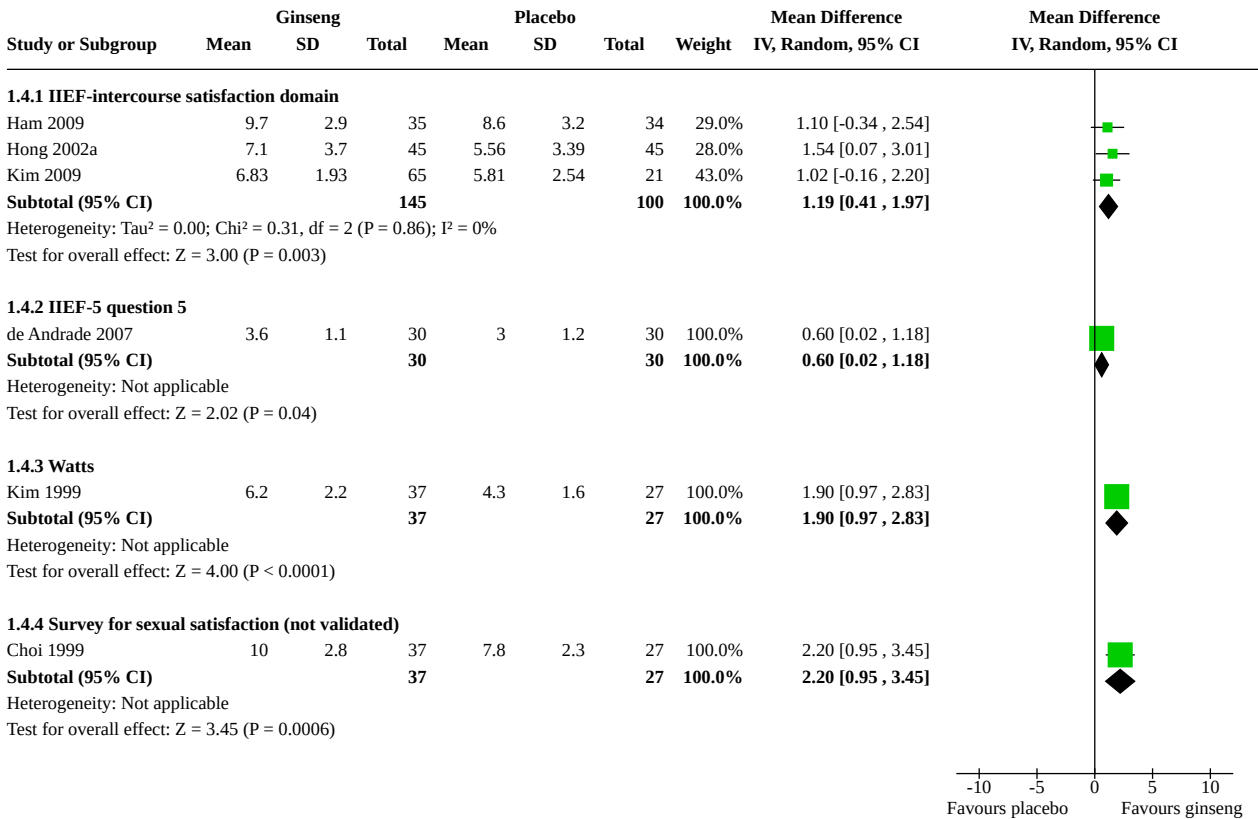 Ginseng Placebo Mean Difference Mean Difference
Study or Subgroup Mean SD Total Mean SD Total Weight IV, Random, 95% CI IV, Random, 95% CI
1.4.1 IIEF-intercourse satisfaction domain
Ham 2009 9.7 2.9 35 8.6 3.2 34 29.0% 1.10 [-0.34 , 2.54]
Hong 2002a 7.1 3.7 45 5.56 3.39 45 28.0% 1.54 [0.07 , 3.01]
Kim 2009 6.83 1.93 65 5.81 2.54 21 43.0% 1.02 [-0.16 , 2.20]
Subtotal (95% CI) 145 100 100.0% 1.19 [0.41 , 1.97]
Heterogeneity: Tau² = 0.00; Chi² = 0.31, df = 2 (P = 0.86); I² = 0%
Test for overall effect: Z = 3.00 (P = 0.003)
1.4.2 IIEF-5 question 5
de Andrade 2007 3.6 1.1 30 3 1.2 30 100.0% 0.60 [0.02 , 1.18]
Subtotal (95% CI) 30 30 100.0% 0.60 [0.02 , 1.18]
Heterogeneity: Not applicable
Test for overall effect: Z = 2.02 (P = 0.04)
1.4.3 Watts
Kim 1999 6.2 2.2 37 4.3 1.6 27 100.0% 1.90 [0.97 , 2.83]
Subtotal (95% CI) 37 27 100.0% 1.90 [0.97 , 2.83]
Heterogeneity: Not applicable
Test for overall effect: Z = 4.00 (P < 0.0001)
1.4.4 Survey for sexual satisfaction (not validated)
Choi 1999 10 2.8 37 7.8 2.3 27 100.0% 2.20 [0.95 , 3.45]
Subtotal (95% CI) 37 27 100.0% 2.20 [0.95 , 3.45]
Heterogeneity: Not applicable
Test for overall effect: Z = 3.45 (P = 0.0006)
-10 -5 0 5 10
Favours placebo Favours ginseng